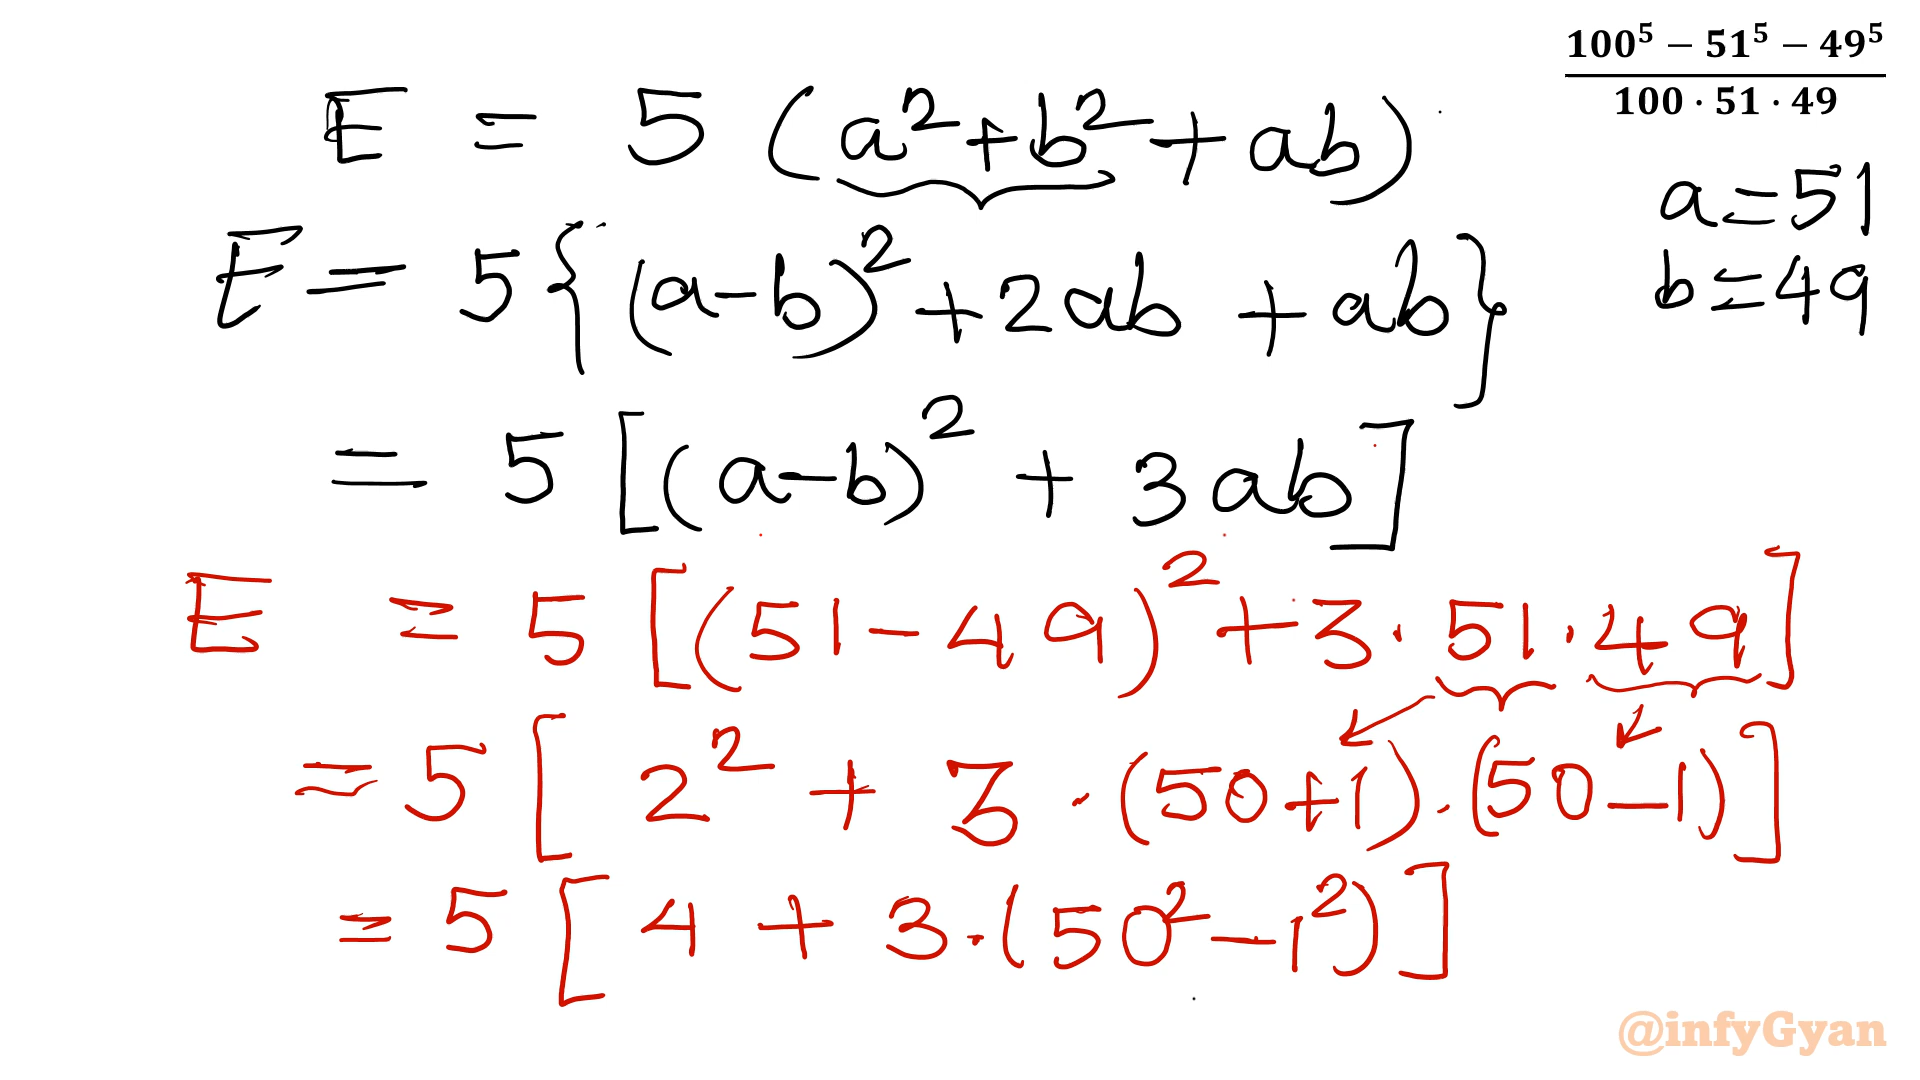 100⁵ − 51⁵ − 49⁵
100 · 51 · 49
a = 51
b = 49
E = 5 (a² + b² + ab)
E = 5 {(a − b)² + 2ab + ab}
= 5 [(a − b)² + 3ab]
E = 5 [(51 − 49)² + 3 · 51 · 49]
= 5 [2² + 3 · (50 + 1) · (50 − 1)]
= 5 [4 + 3 · (50² − 1²)]
@infyGyan